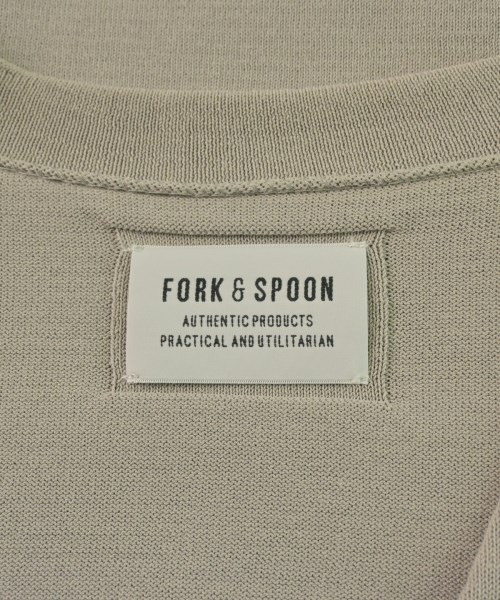 FORK & SPOON
AUTHENTIC PRODUCTS
PRACTICAL AND UTILITARIAN